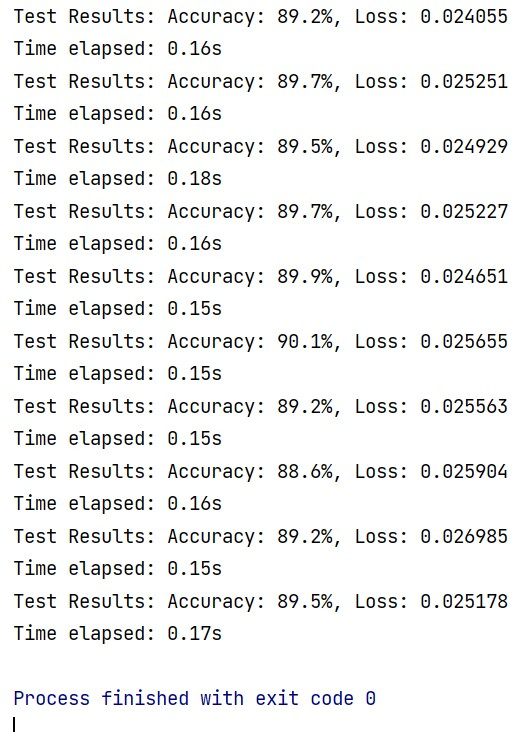 Test Results: Accuracy: 89.2%, Loss: 0.024055
Time elapsed: 0.16s
Test Results: Accuracy: 89.7%, Loss: 0.025251
Time elapsed: 0.16s
Test Results: Accuracy: 89.5%, Loss: 0.024929
Time elapsed: 0.18s
Test Results: Accuracy: 89.7%, Loss: 0.025227
Time elapsed: 0.16s
Test Results: Accuracy: 89.9%, Loss: 0.024651
Time elapsed: 0.15s
Test Results: Accuracy: 90.1%, Loss: 0.025655
Time elapsed: 0.15s
Test Results: Accuracy: 89.2%, Loss: 0.025563
Time elapsed: 0.15s
Test Results: Accuracy: 88.6%, Loss: 0.025904
Time elapsed: 0.16s
Test Results: Accuracy: 89.2%, Loss: 0.026985
Time elapsed: 0.15s
Test Results: Accuracy: 89.5%, Loss: 0.025178
Time elapsed: 0.17s
Process finished with exit code 0